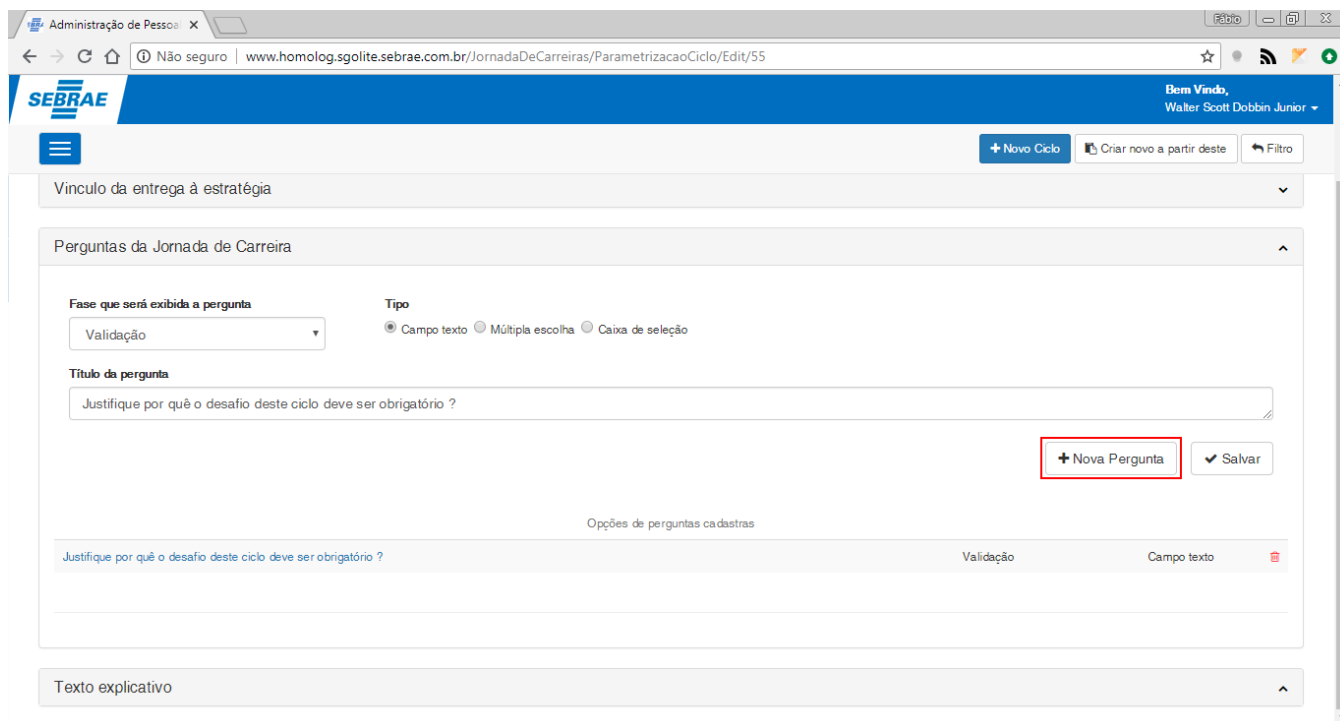 Administração de Pessoa
Fábio
Não seguro | www.homolog.sgolite.sebrae.com.br/JornadaDeCarreiras/ParametrizacaoCiclo/Edit/55
SEBRAE
Bem Vindo,
Walter Scott Dobbin Junior
+ Novo Ciclo Criar novo a partir deste Filtro
Vinculo da entrega à estratégia
Perguntas da Jornada de Carreira
Fase que será exibida a pergunta Tipo
Validação Campo texto Múltipla escolha Caixa de seleção
Título da pergunta
Justifique por quê o desafio deste ciclo deve ser obrigatório ?
+ Nova Pergunta Salvar
Opções de perguntas cadastras
Justifique por quê o desafio deste ciclo deve ser obrigatório ? Validação Campo texto
Texto explicativo